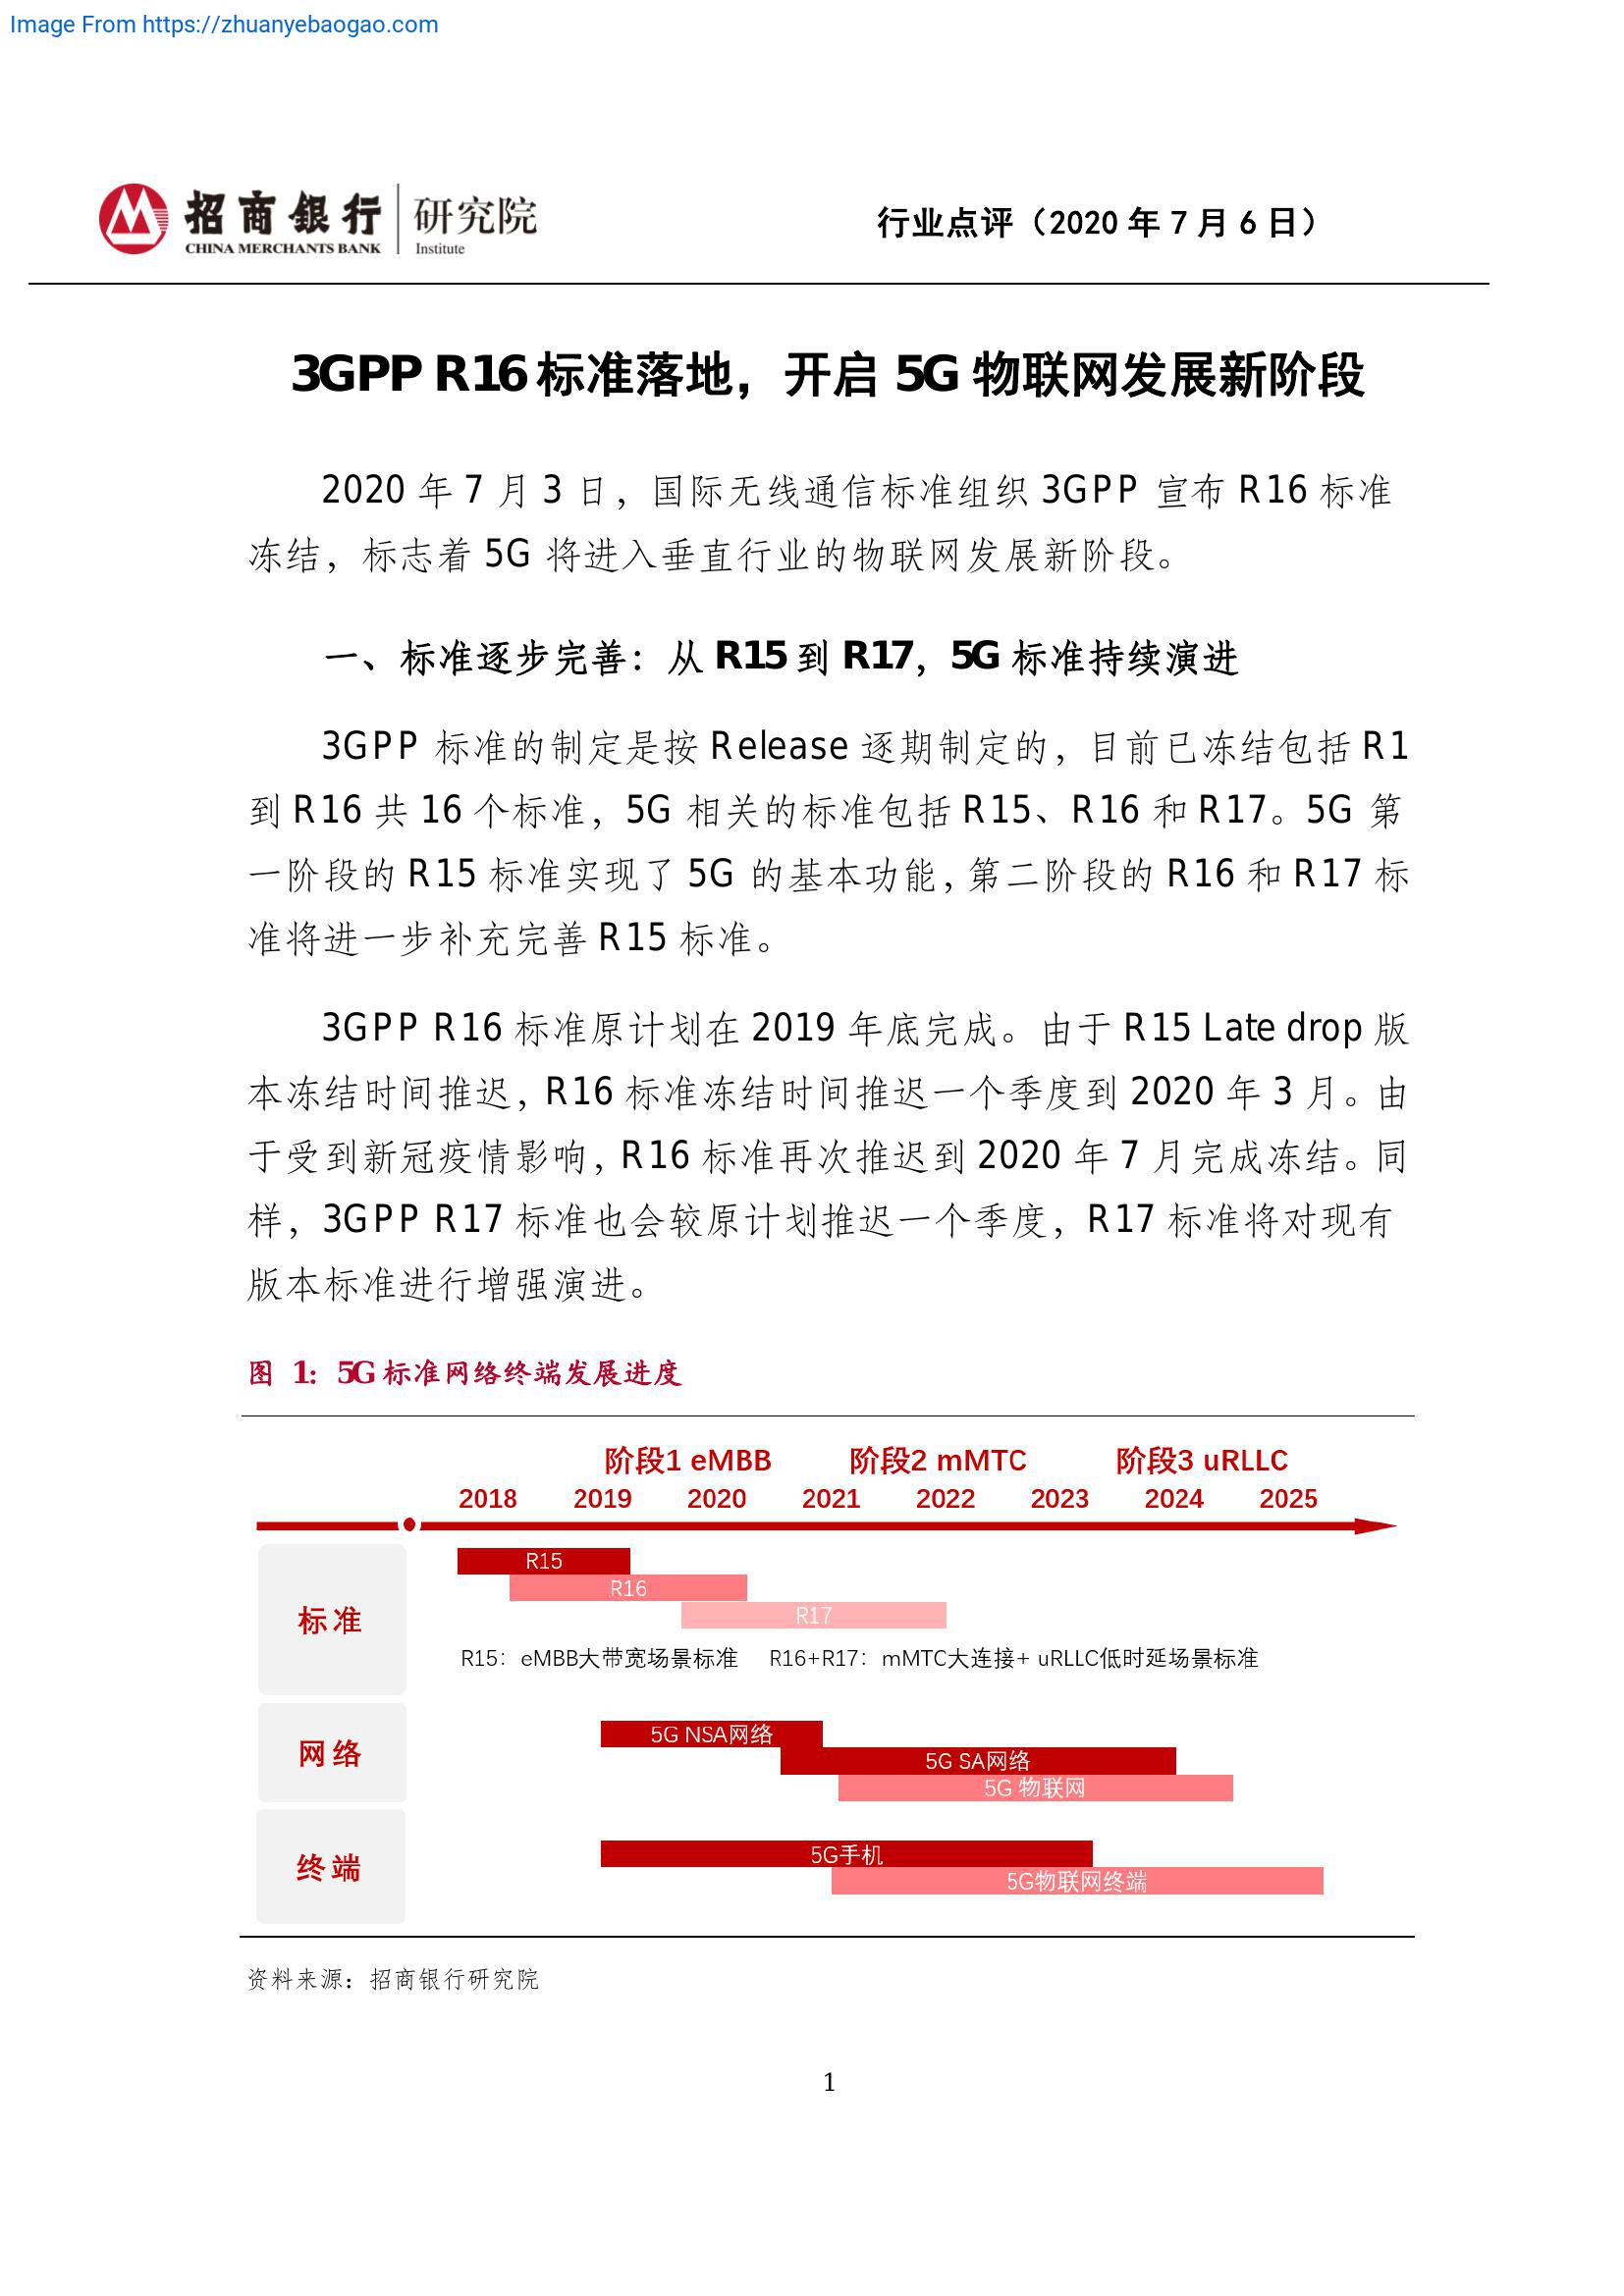 Image From https://zhuanyebaogao.com
招商銀行 研究院
CHINA MERCHANTS BANK Institute
行业点评（2020 年 7 月 6 日）
3GPP R16 标准落地，开启 5G 物联网发展新阶段
2020 年 7 月 3 日，国际无线通信标准组织 3GPP 宣布 R16 标准
冻结，标志着 5G 将进入垂直行业的物联网发展新阶段。
一、标准逐步完善：从 R15 到 R17，5G 标准持续演进
3GPP 标准的制定是按 Release 逐期制定的，目前已冻结包括 R1
到 R16 共 16 个标准，5G 相关的标准包括 R15、R16 和 R17。5G 第
一阶段的 R15 标准实现了 5G 的基本功能，第二阶段的 R16 和 R17 标
准将进一步补充完善 R15 标准。
3GPP R16 标准原计划在 2019 年底完成。由于 R15 Late drop 版
本冻结时间推迟，R16 标准冻结时间推迟一个季度到 2020 年 3 月。由
于受到新冠疫情影响，R16 标准再次推迟到 2020 年 7 月完成冻结。同
样，3GPP R17 标准也会较原计划推迟一个季度，R17 标准将对现有
版本标准进行增强演进。
图 1：5G 标准网络终端发展进度
阶段1 eMBB 阶段2 mMTC 阶段3 uRLLC
2018 2019 2020 2021 2022 2023 2024 2025
标准
R15
R16
R17
R15：eMBB大带宽场景标准 R16+R17：mMTC大连接+ uRLLC低时延场景标准
网络
5G NSA网络
5G SA网络
5G 物联网
终端
5G手机
5G物联网终端
资料来源：招商银行研究院
1